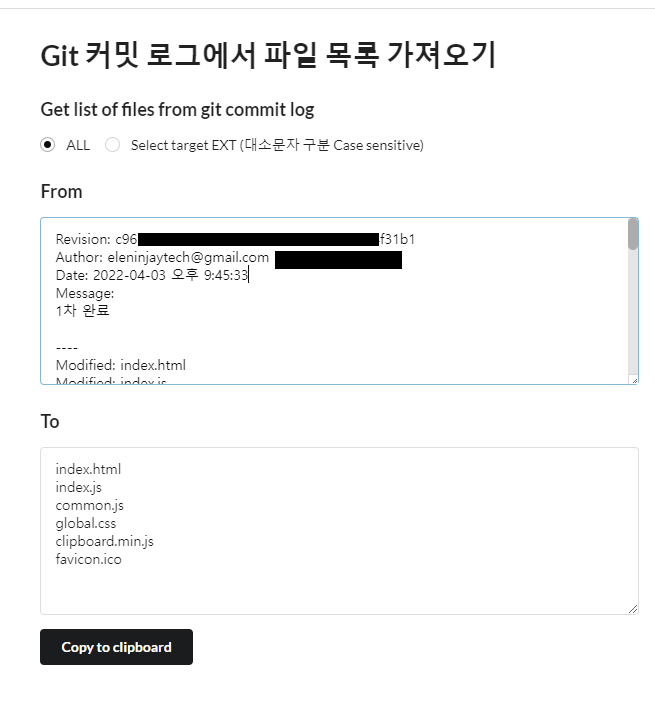 Git 커밋 로그에서 파일 목록 가져오기
Get list of files from git commit log
ALL Select target EXT (대소문자 구분 Case sensitive)
From
Revision: c96 f31b1
Author: eleninjaytech@gmail.com
Date: 2022-04-03 오후 9:45:33
Message:
1차 완료
----
Modified: index.html
Modified: index.js
To
index.html
index.js
common.js
global.css
clipboard.min.js
favicon.ico
Copy to clipboard